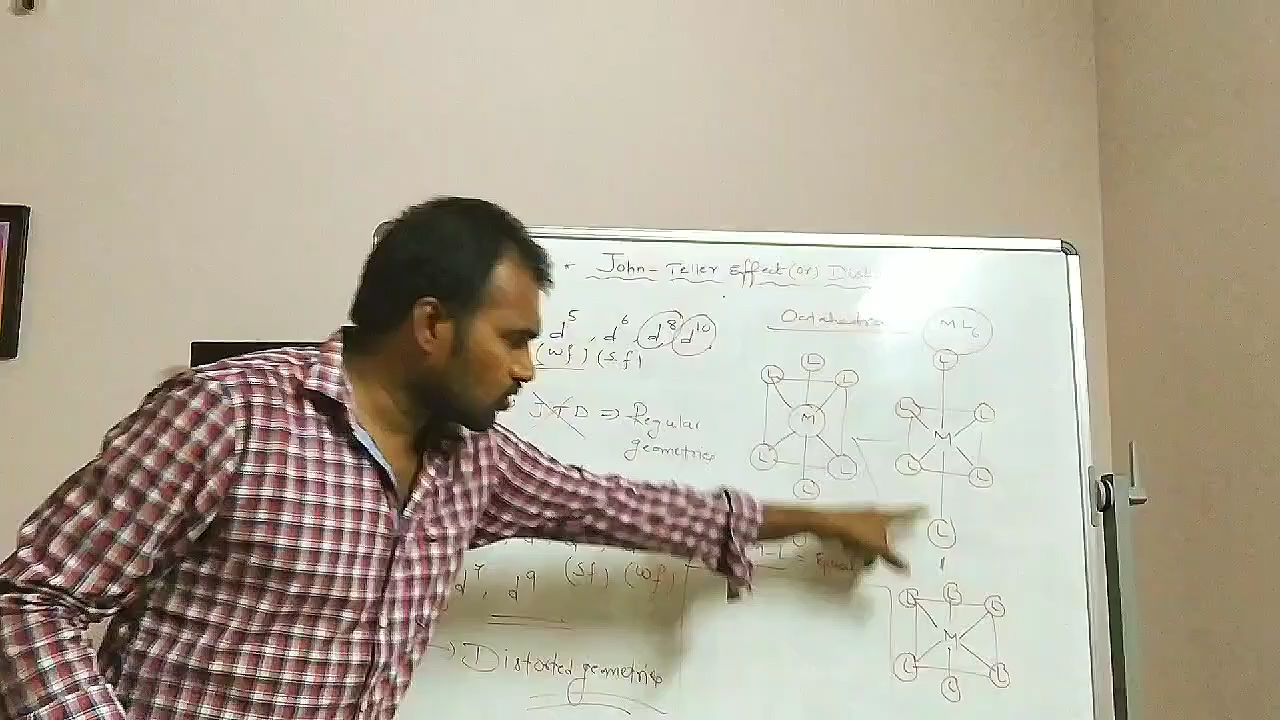 John-Teller Effect (or) Dist
d⁵, d⁶, d⁸ d¹⁰
(wf) (sf)
JTD ⇒ Regular
geometries
Octahedra
ML₆
L
L L
M
L L
L
L
L L
M
L L
L
= Equal
d⁷, d⁹ (sf) (wf)
→ Distorted geometries
L L L
M
L L L